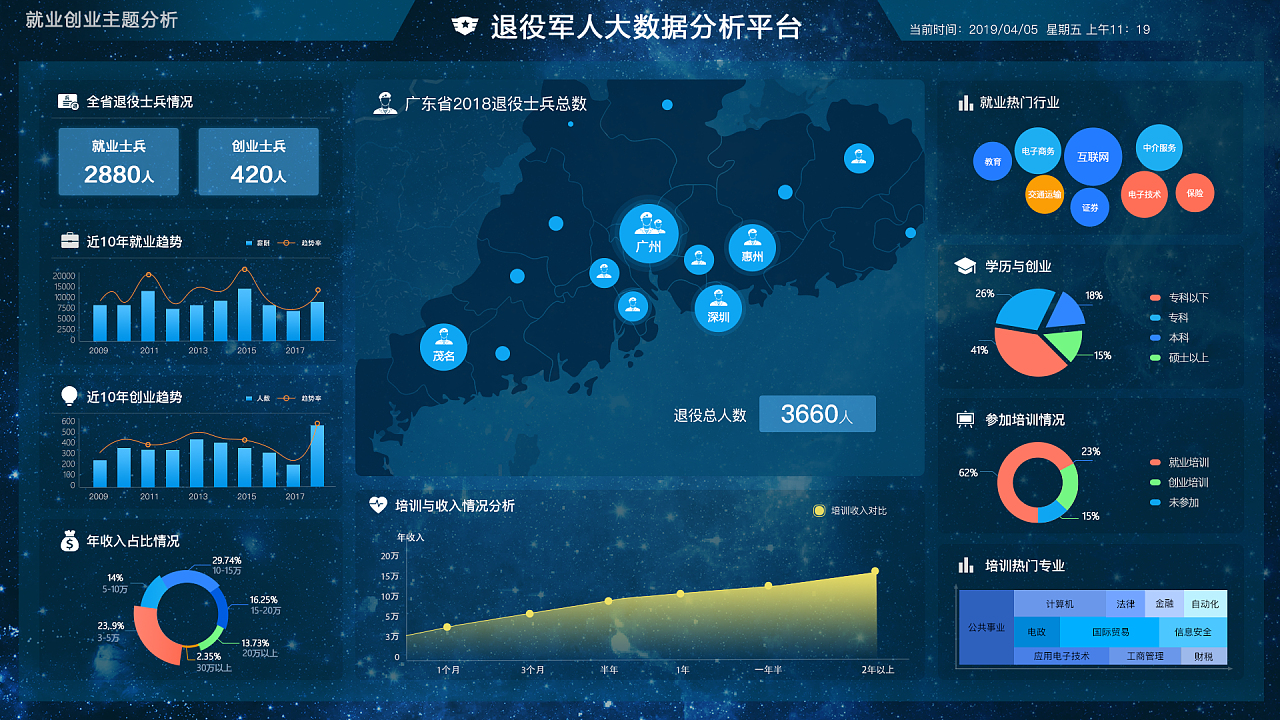 就业创业主题分析
退役军人大数据分析平台
当前时间：2019/04/05 星期五 上午11：19
全省退役士兵情况
就业士兵
2880人
创业士兵
420人
近10年就业趋势
薪酬
趋势率
20000
15000
10000
7500
5000
2500
0
2009
2011
2013
2015
2017
近10年创业趋势
人数
趋势率
600
500
400
300
200
180
0
2009
2011
2013
2015
2017
年收入占比情况
29.74%
10-15万
14%
5-10万
16.25%
15-20万
23.,9%
3-5万
13.73%
20万以上
2.35%
30万以上
广东省2018退役士兵总数
广州
惠州
深圳
茂名
退役总人数
3660人
培训与收入情况分析
培训收入对比
年收入
20万
15万
10万
5万
3万
0
1个月
3个月
半年
1年
一年半
2年以上
就业热门行业
教育
电子商务
互联网
中介服务
交通运输
证券
电子技术
保险
学历与创业
26%
18%
41%
15%
专科以下
专科
本科
硕士以上
参加培训情况
23%
62%
15%
就业培训
创业培训
未参加
培训热门专业
公共事业
计算机
法律
金融
自动化
电政
国际贸易
信息安全
应用电子技术
工商管理
财税